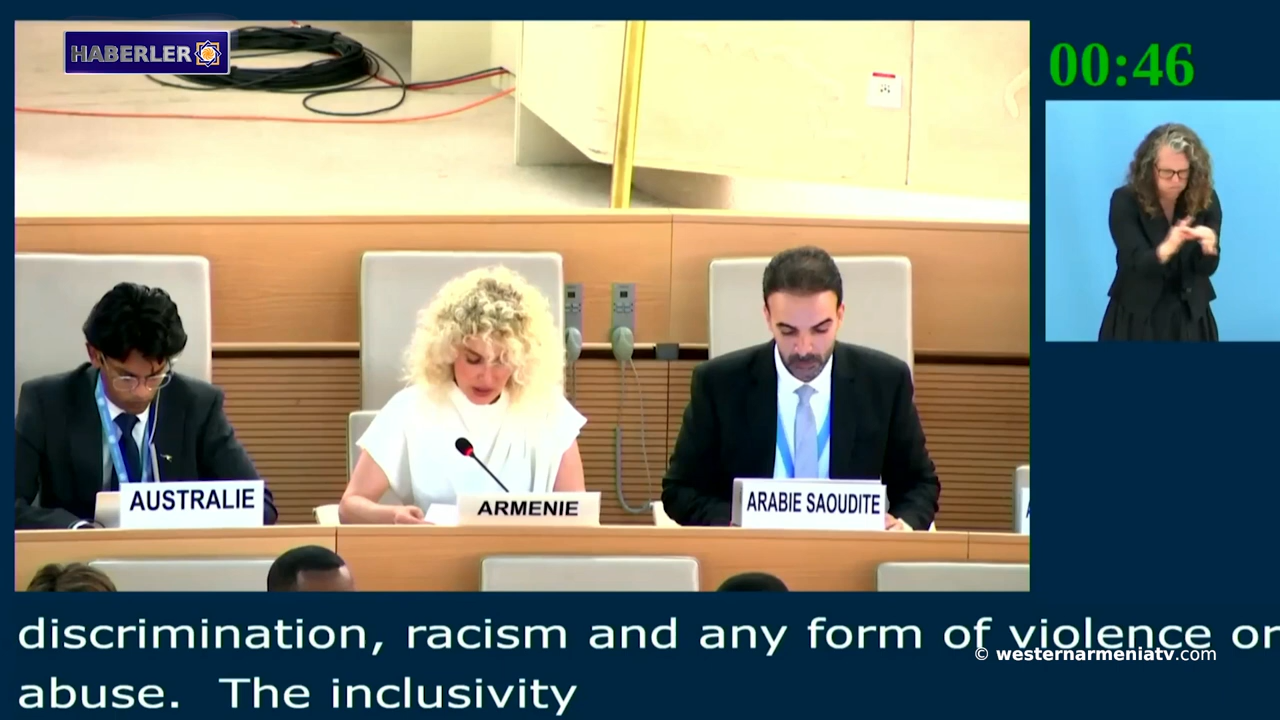 HABERLER
00:46
AUSTRALIE
ARMENIE
ARABIE SAOUDITE
discrimination, racism and any form of violence or
© westernarmeniatv.com
abuse. The inclusivity